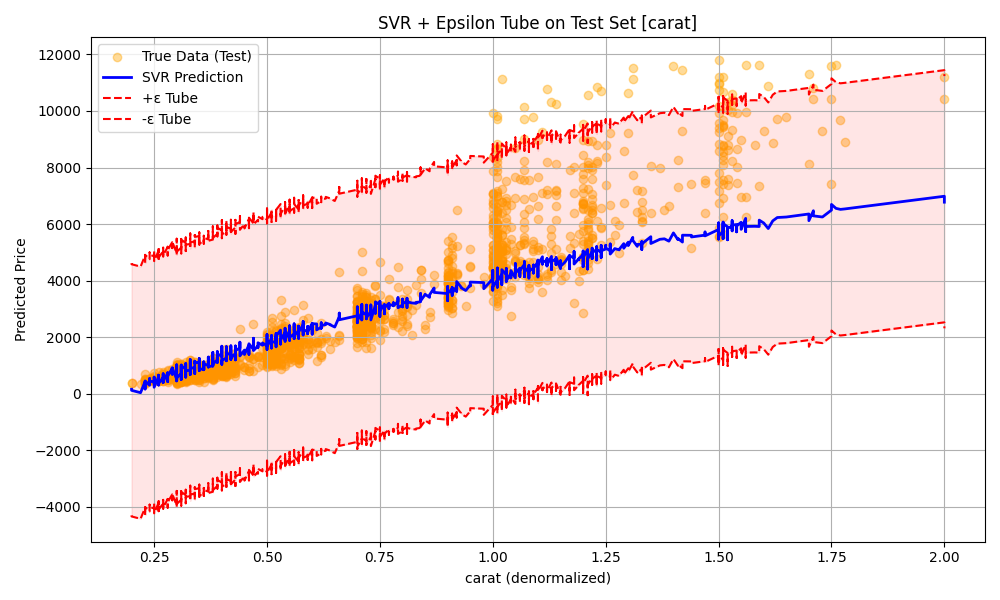 SVR + Epsilon Tube on Test Set [carat]
True Data (Test)
SVR Prediction
+ε Tube
-ε Tube
12000
10000
8000
6000
4000
2000
0
−2000
−4000
Predicted Price
0.25 0.50 0.75 1.00 1.25 1.50 1.75 2.00
carat (denormalized)